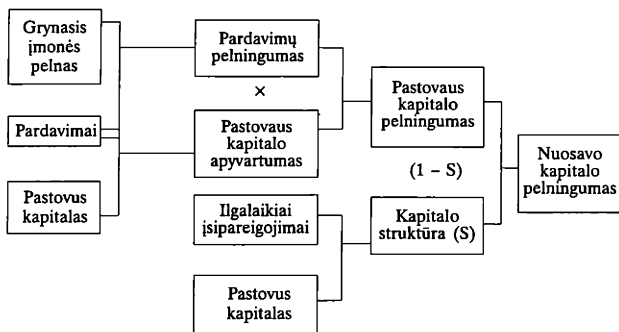 Grynasis
įmonės
pelnas
Pardavimų
pelningumas
×
Pardavimai
Pastovaus
kapitalo
apyvartumas
Pastovus
kapitalas
Pastovaus
kapitalo
pelningumas
(1 – S)
Nuosavo
kapitalo
pelningumas
Ilgalaikiai
įsipareigojimai
Kapitalo
struktūra (S)
Pastovus
kapitalas